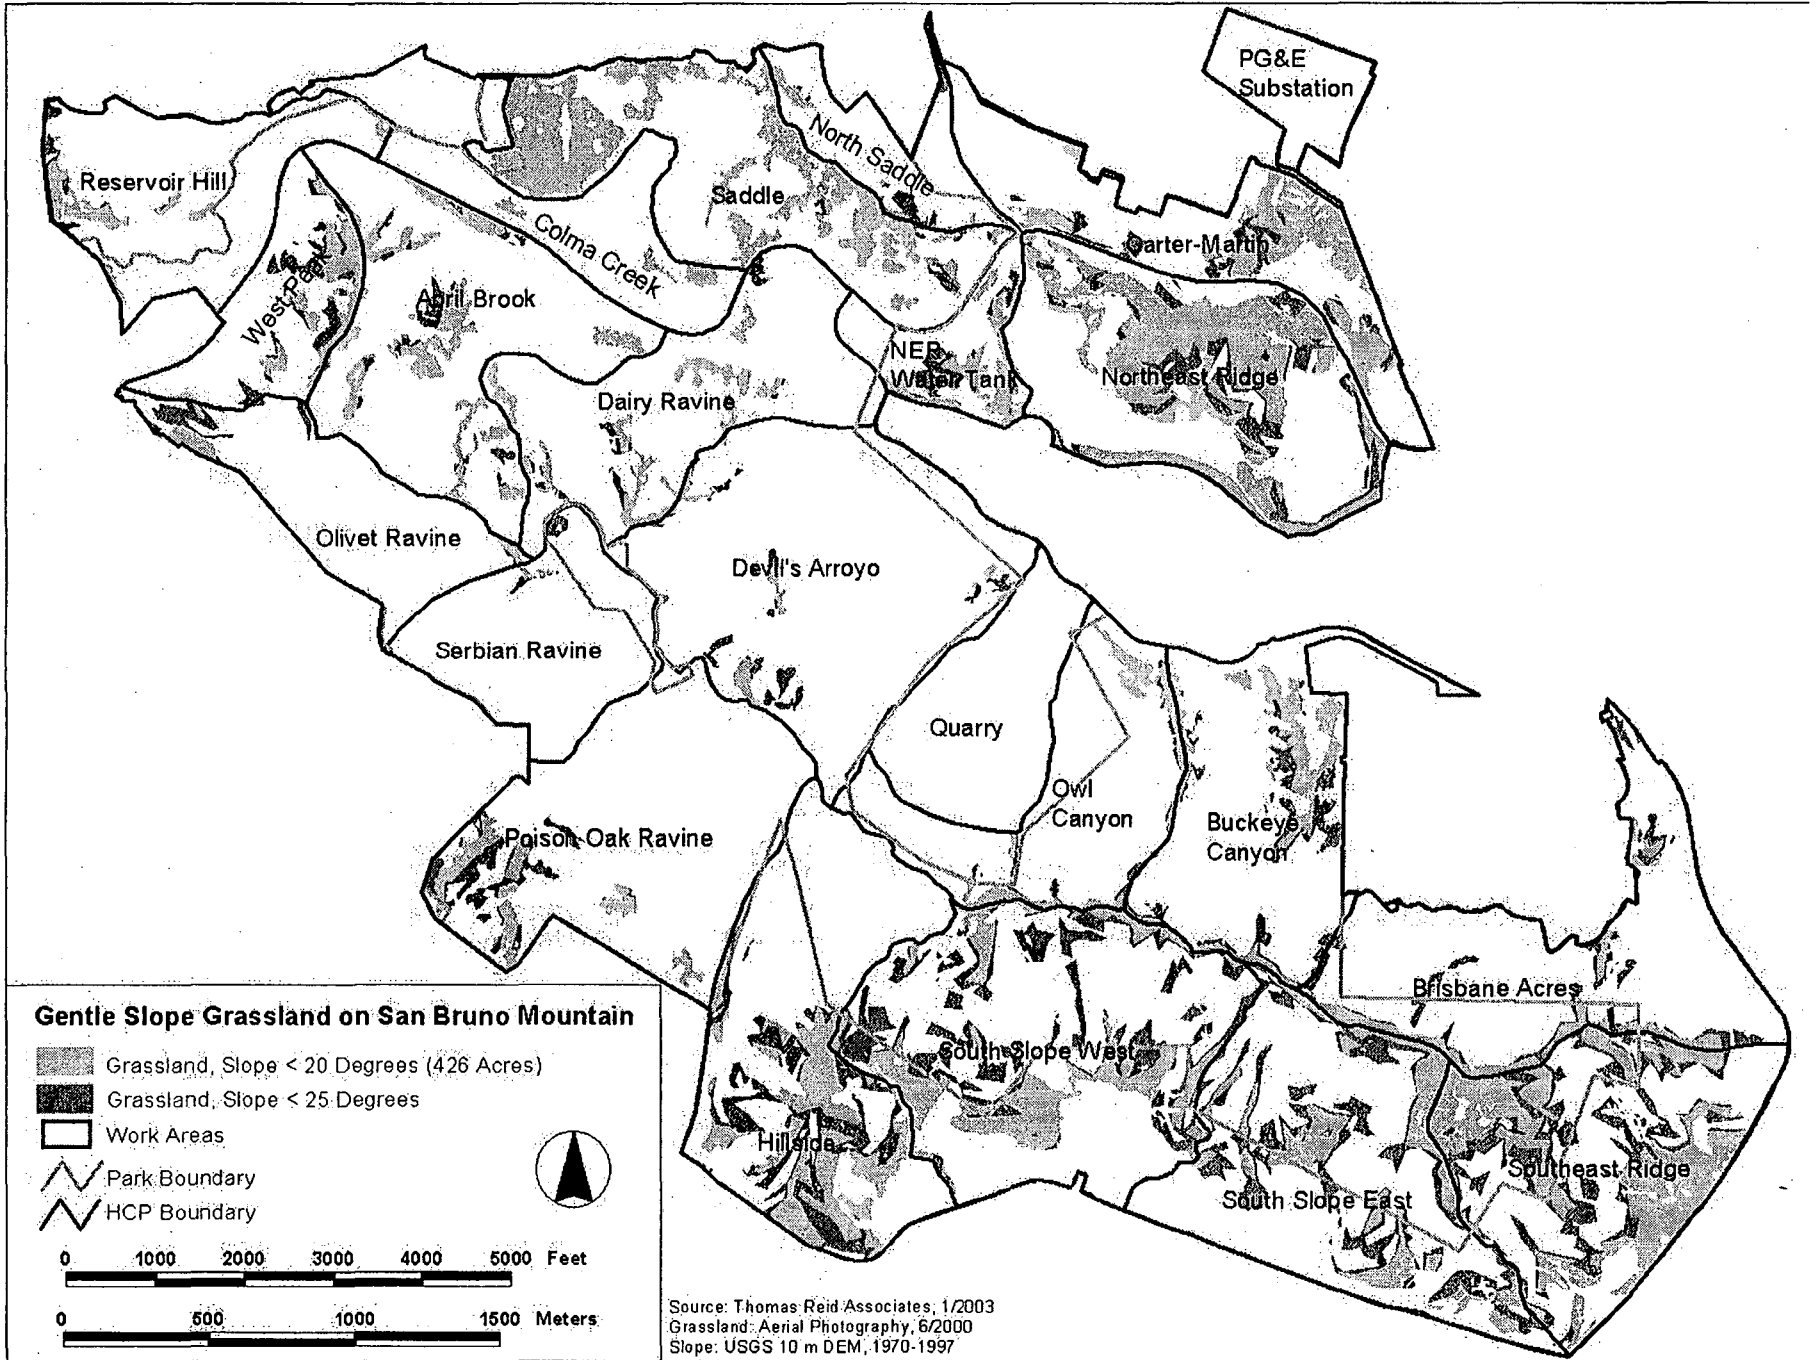 PG&E
Substation
North Saddle
Reservoir Hill
Saddle
Colma Creek
Carter-Martin
West Peak
April Brook
NER
Water Tank
Northeast Ridge
Dairy Ravine
Olivet Ravine
Devil's Arroyo
Serbian Ravine
Quarry
Owl
Canyon
Buckeye
Canyon
Poison Oak Ravine
Brisbane Acres
South Slope West
Hillside
Southeast Ridge
South Slope East
Gentle Slope Grassland on San Bruno Mountain
Grassland, Slope < 20 Degrees (426 Acres)
Grassland, Slope < 25 Degrees
Work Areas
Park Boundary
HCP Boundary
0 1000 2000 3000 4000 5000 Feet
0 500 1000 1500 Meters
Source: Thomas Reid Associates, 1/2003
Grassland: Aerial Photography, 6/2000
Slope: USGS 10 m DEM, 1970-1997